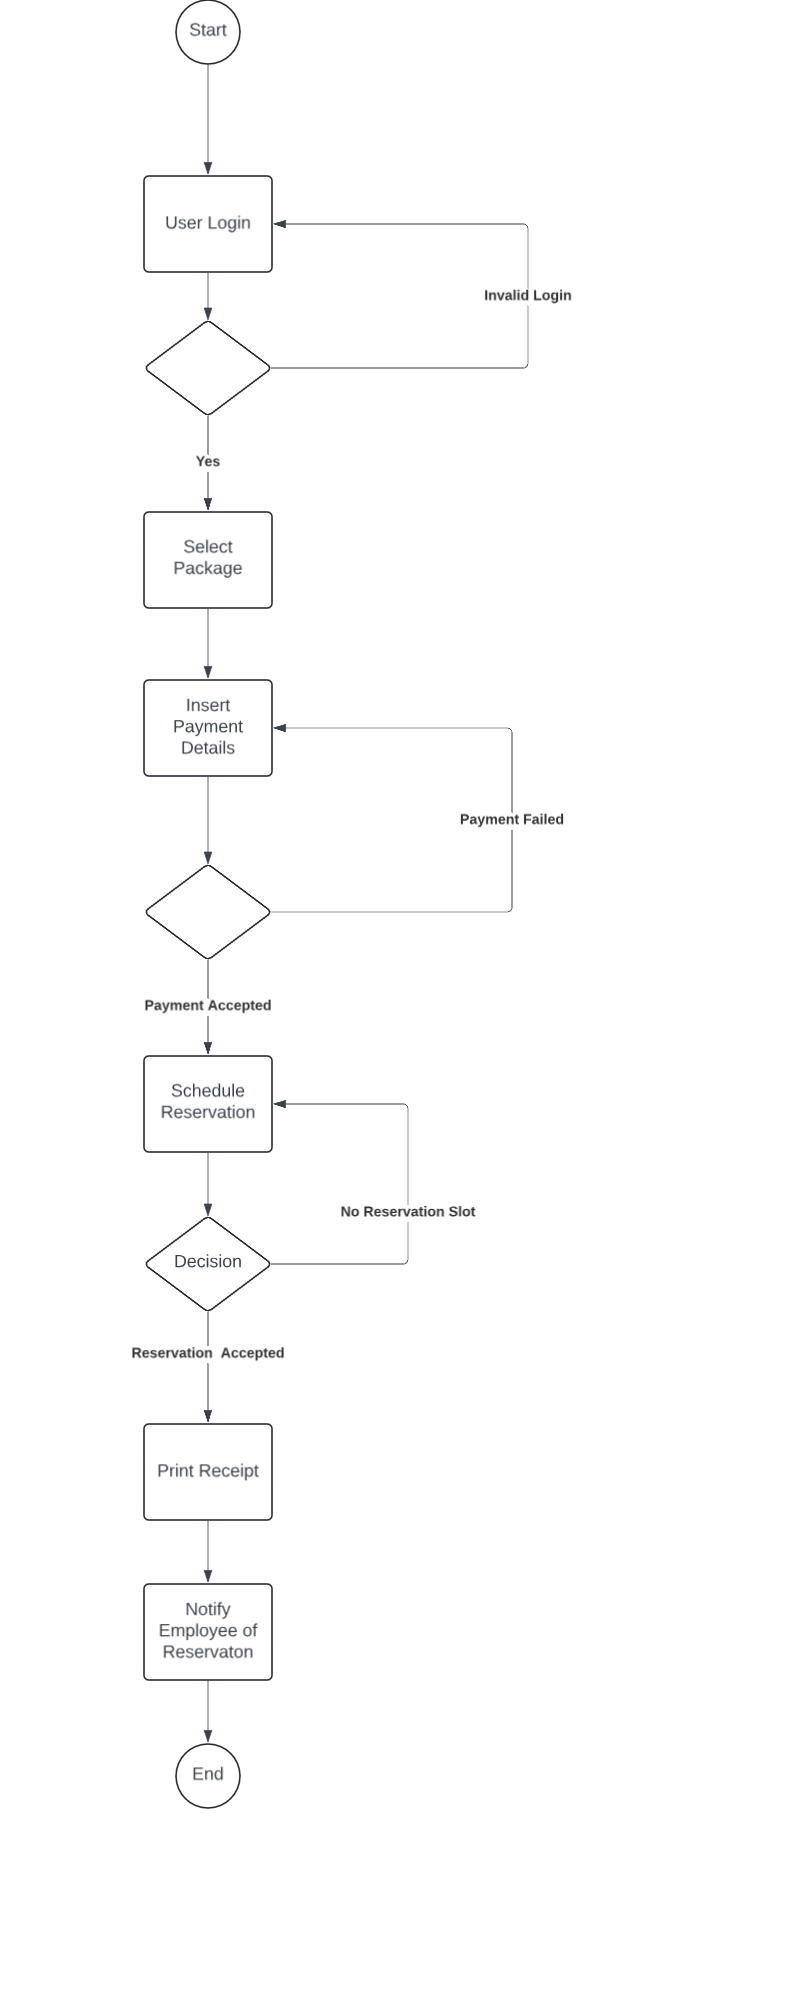 Start
User Login
Invalid Login
Yes
Select
Package
Insert
Payment
Details
Payment Failed
Payment Accepted
Schedule
Reservation
No Reservation Slot
Decision
Reservation  Accepted
Print Receipt
Notify
Employee of
Reservaton
End